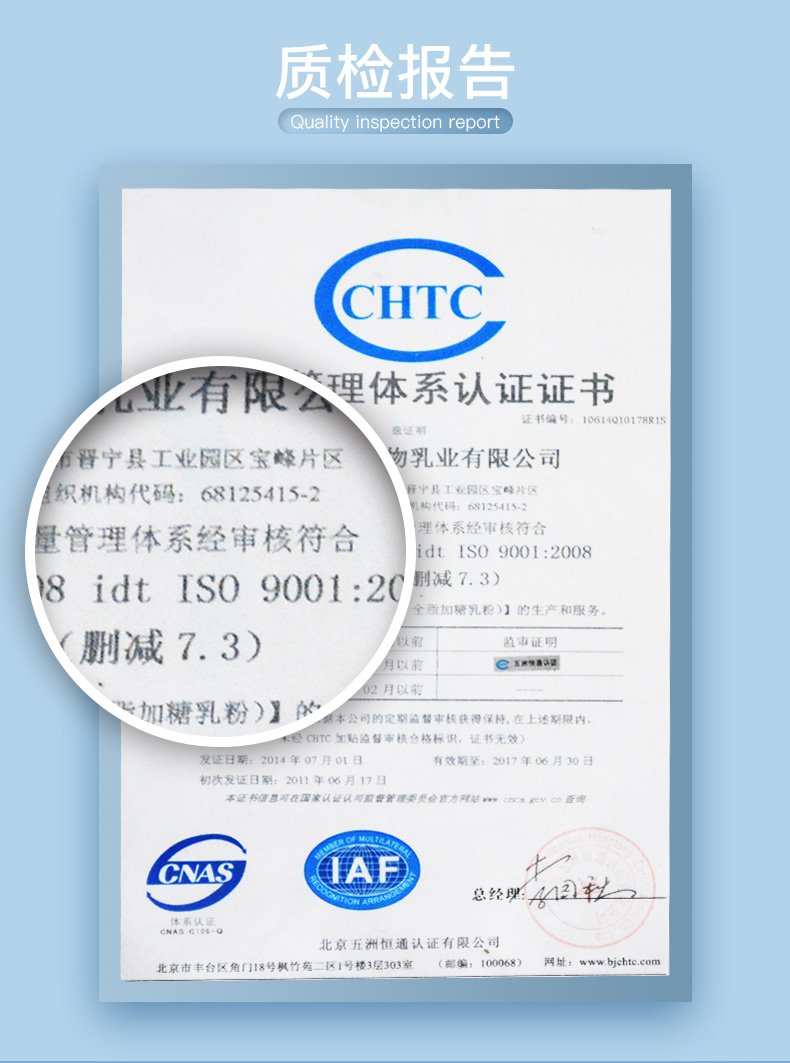 质检报告
Quality inspection report
CHTC
管理体系认证证书
证书编号：10614Q10178R1S
兹证明
乳业有限公
物乳业有限公司
市晋宁县工业园区宝峰片区
晋宁县工业园区宝峰片区
组织机构代码：68125415-2
机构代码：68125415-2
量管理体系经审核符合
管理体系经审核符合
08 idt ISO 9001:20
idt ISO 9001:2008
（删减 7.3）
删减 7.3）
脂加糖乳粉）】的
全脂加糖乳粉）】的生产和服务。
以前 监审证明
月以前 五洲恒通认证
02 月以前 ----
据本公司的定期监督审核获得保持，在上述期限内，
未经 CHTC 加贴监督审核合格标识，证书无效）
发证日期：2014 年 07 月 01 日 有效期至：2017 年 06 月 30 日
初次发证日期：2011 年 06 月 17 日
本证书信息可在国家认证认可监督管理委员会官方网站 www.cnca.gov.cn 查询
CNAS
体系认证
CNAS C106-Q
MEMBER OF MULTILATERAL
IAF
RECOGNITION ARRANGEMENT
总经理：
北京五洲恒通认证有限公司
北京市丰台区角门18号枫竹苑二区1号楼3层303室 （邮编：100068） 网址：www.bjchtc.com